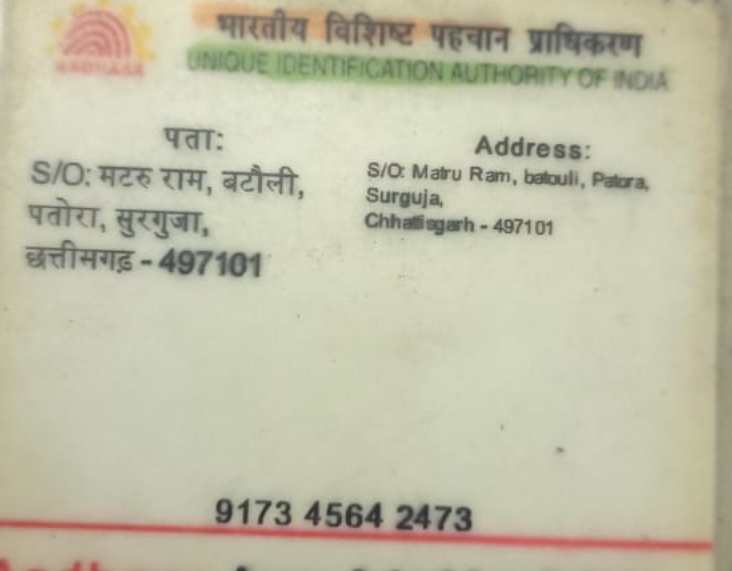 भारतीय विशिष्ट पहचान प्राधिकरण
AADHAAR
UNIQUE IDENTIFICATION AUTHORITY OF INDIA
पता:
S/O: मटरु राम, बटौली,
पतोरा, सुरगुजा,
छत्तीसगढ़ - 497101
Address:
S/O: Matru Ram, batouli, Patora,
Surguja,
Chhattisgarh - 497101
9173 4564 2473